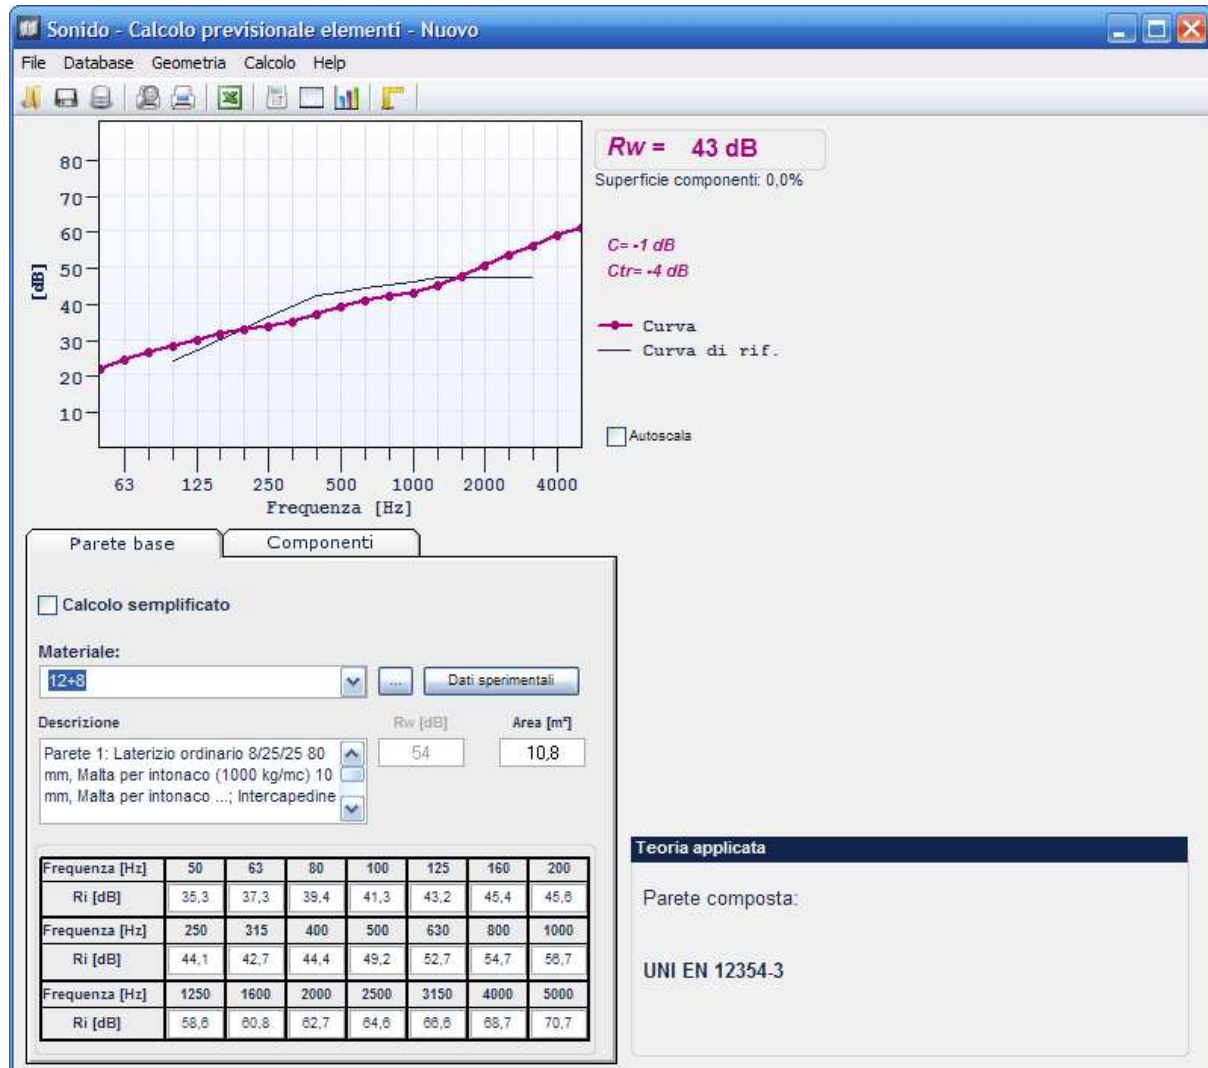 Sonido - Calcolo previsionale elementi - Nuovo
File Database Geometria Calcolo Help
80
70
60
50
40
30
20
10
[dB]
63 125 250 500 1000 2000 4000
Frequenza [Hz]
Rw = 43 dB
Superficie componenti: 0,0%
C= -1 dB
Ctr= -4 dB
Curva
Curva di rif.
Autoscala
Parete base Componenti
Calcolo semplificato
Materiale:
12+8 ... Dati sperimentali
Descrizione Rw [dB] Area [m²]
Parete 1: Laterizio ordinario 8/25/25 80 54 10,8
mm, Malta per intonaco (1000 kg/mc) 10
mm, Malta per intonaco ...; Intercapedine
Frequenza [Hz] 50 63 80 100 125 160 200
Ri [dB] 35,3 37,3 39,4 41,3 43,2 45,4 45,6
Frequenza [Hz] 250 315 400 500 630 800 1000
Ri [dB] 44,1 42,7 44,4 49,2 52,7 54,7 56,7
Frequenza [Hz] 1250 1600 2000 2500 3150 4000 5000
Ri [dB] 58,6 60,8 62,7 64,6 66,6 68,7 70,7
Teoria applicata
Parete composta:
UNI EN 12354-3